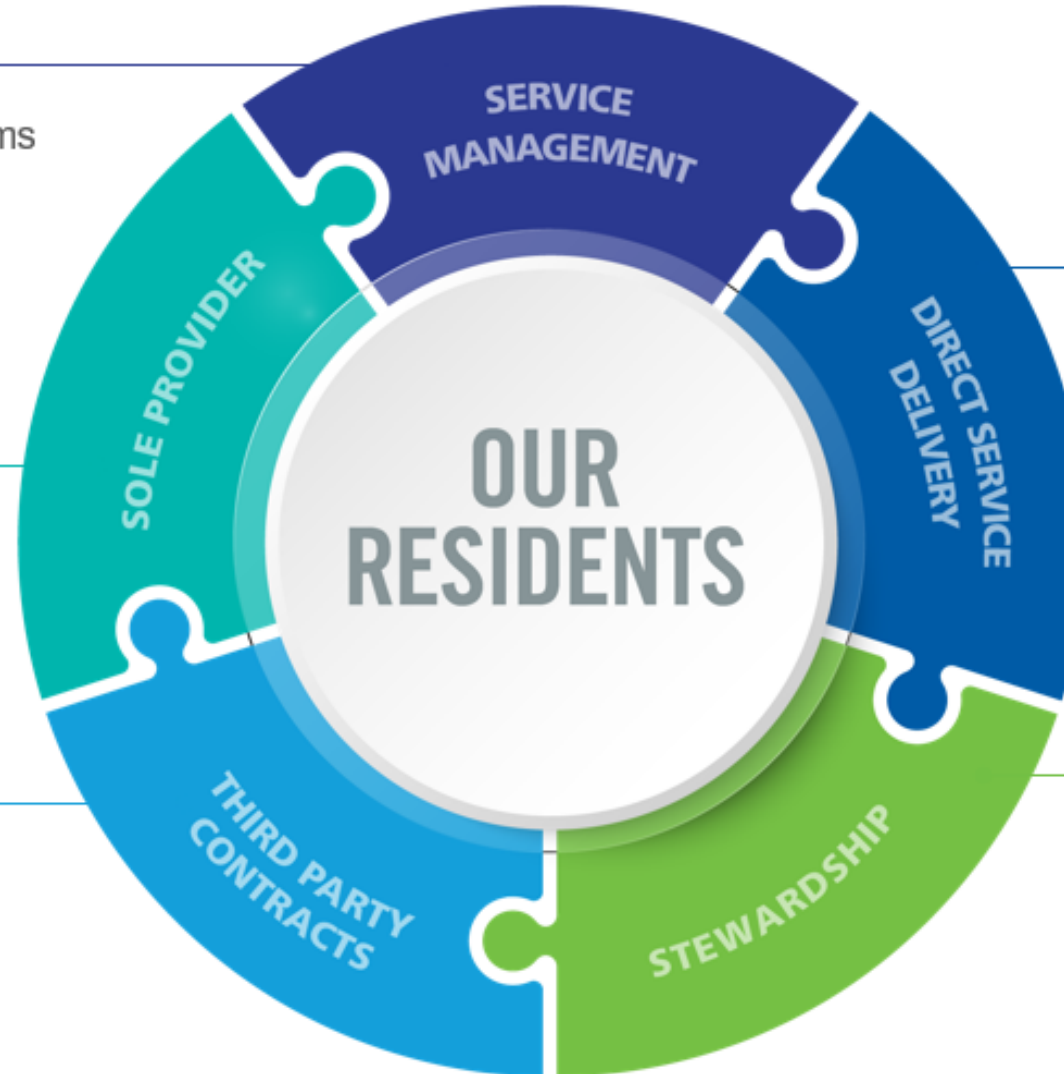 SERVICE
MANAGEMENT
DIRECT SERVICE
DELIVERY
SOLE PROVIDER
OUR
RESIDENTS
THIRD PARTY
CONTRACTS
STEWARDSHIP